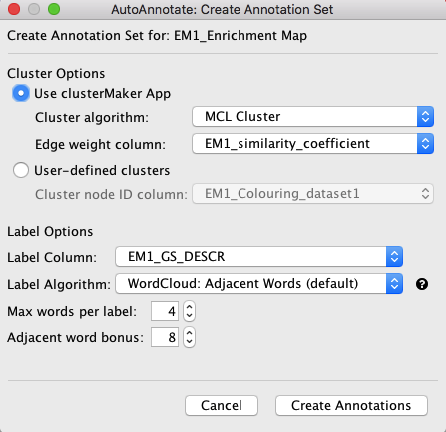 AutoAnnotate: Create Annotation Set
Create Annotation Set for: EM1_Enrichment Map
Cluster Options
Use clusterMaker App
Cluster algorithm: MCL Cluster
Edge weight column: EM1_similarity_coefficient
User-defined clusters
Cluster node ID column: EM1_Colouring_dataset1
Label Options
Label Column: EM1_GS_DESCR
Label Algorithm: WordCloud: Adjacent Words (default) ?
Max words per label: 4
Adjacent word bonus: 8
Cancel Create Annotations